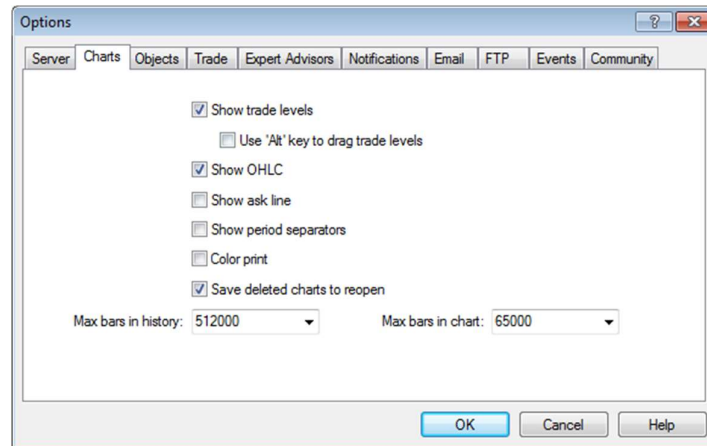 Options
Server Charts Objects Trade Expert Advisors Notifications Email FTP Events Community
Show trade levels
Use 'Alt' key to drag trade levels
Show OHLC
Show ask line
Show period separators
Color print
Save deleted charts to reopen
Max bars in history: 512000 Max bars in chart: 65000
OK Cancel Help